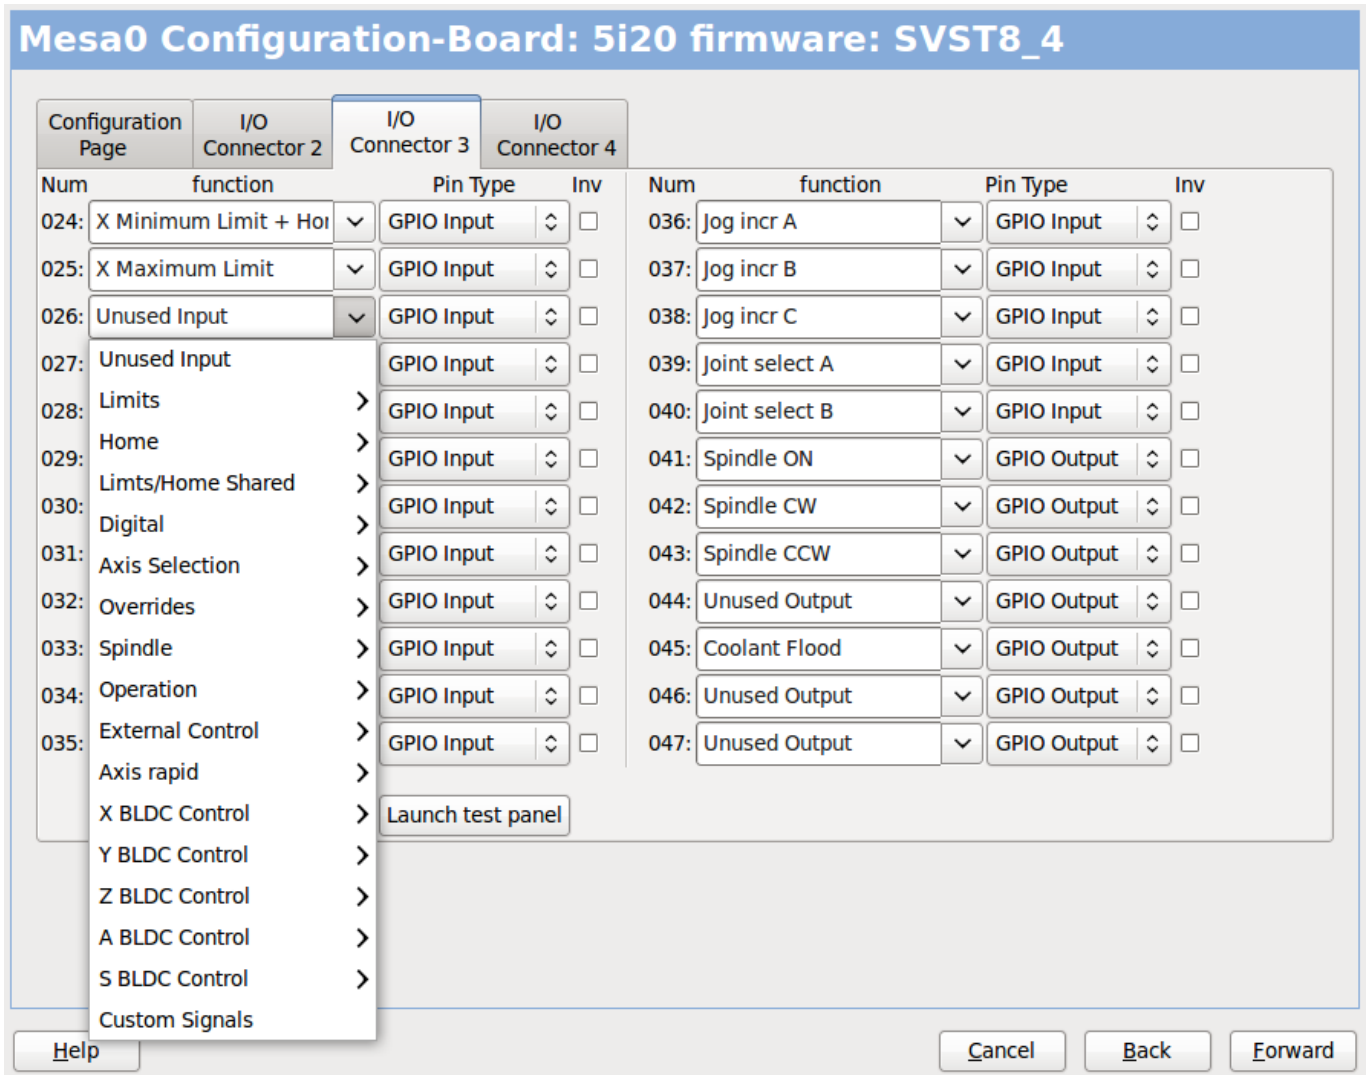 Mesa0 Configuration-Board: 5i20 firmware: SVST8_4
Configuration Page
I/O Connector 2
I/O Connector 3
I/O Connector 4
Num function Pin Type Inv
024: X Minimum Limit + Hor GPIO Input
025: X Maximum Limit GPIO Input
026: Unused Input GPIO Input
027: GPIO Input
028: GPIO Input
029: GPIO Input
030: GPIO Input
031: GPIO Input
032: GPIO Input
033: GPIO Input
034: GPIO Input
035: GPIO Input
Unused Input
Limits
Home
Limts/Home Shared
Digital
Axis Selection
Overrides
Spindle
Operation
External Control
Axis rapid
X BLDC Control
Y BLDC Control
Z BLDC Control
A BLDC Control
S BLDC Control
Custom Signals
Launch test panel
Num function Pin Type Inv
036: Jog incr A GPIO Input
037: Jog incr B GPIO Input
038: Jog incr C GPIO Input
039: Joint select A GPIO Input
040: Joint select B GPIO Input
041: Spindle ON GPIO Output
042: Spindle CW GPIO Output
043: Spindle CCW GPIO Output
044: Unused Output GPIO Output
045: Coolant Flood GPIO Output
046: Unused Output GPIO Output
047: Unused Output GPIO Output
Help
Cancel
Back
Forward